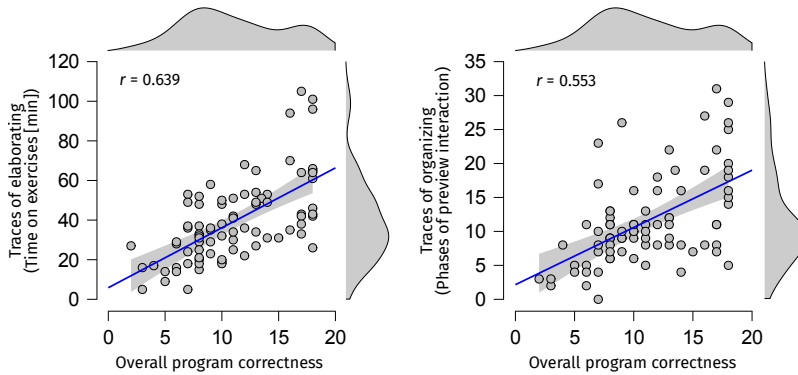 Traces of elaborating
(Time on exercises [min])
120
100
80
60
40
20
0
r = 0.639
0 5 10 15 20
Overall program correctness
Traces of organizing
(Phases of preview interaction)
35
30
25
20
15
10
5
0
r = 0.553
0 5 10 15 20
Overall program correctness